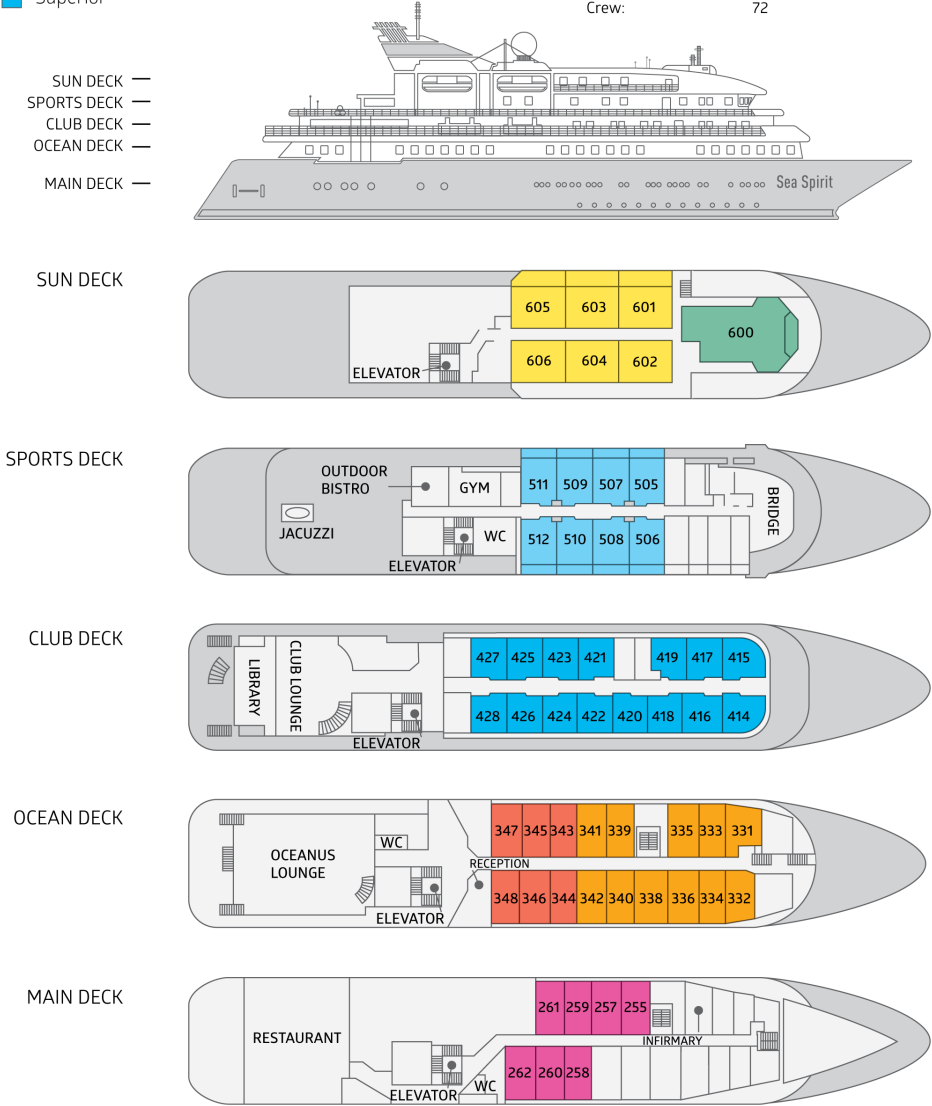 Superior
Crew: 72
SUN DECK
SPORTS DECK
CLUB DECK
OCEAN DECK
MAIN DECK
Sea Spirit
SUN DECK
605 603 601
600
606 604 602
ELEVATOR
SPORTS DECK
OUTDOOR
BISTRO
GYM
511 509 507 505
BRIDGE
JACUZZI
WC
512 510 508 506
ELEVATOR
CLUB DECK
LIBRARY
CLUB LOUNGE
427 425 423 421 419 417 415
428 426 424 422 420 418 416 414
ELEVATOR
OCEAN DECK
347 345 343 341 339 335 333 331
WC
OCEANUS
LOUNGE
RECEPTION
348 346 344 342 340 338 336 334 332
ELEVATOR
MAIN DECK
261 259 257 255
RESTAURANT
INFIRMARY
262 260 258
WC
ELEVATOR